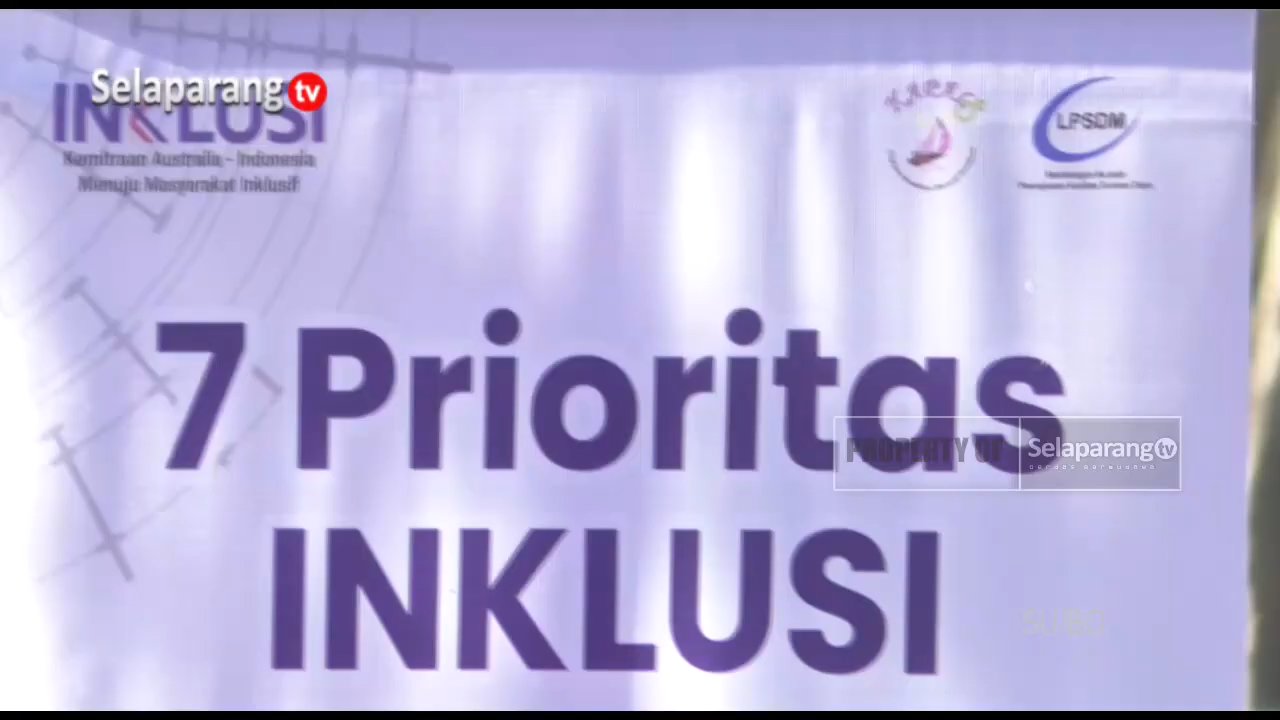 Selaparang tv
INKLUSI
Kemitraan Australia - Indonesia
Menuju Masyarakat Inklusif
LPSDM
7 Prioritas
INKLUSI
PROPERTY OF
Selaparang tv